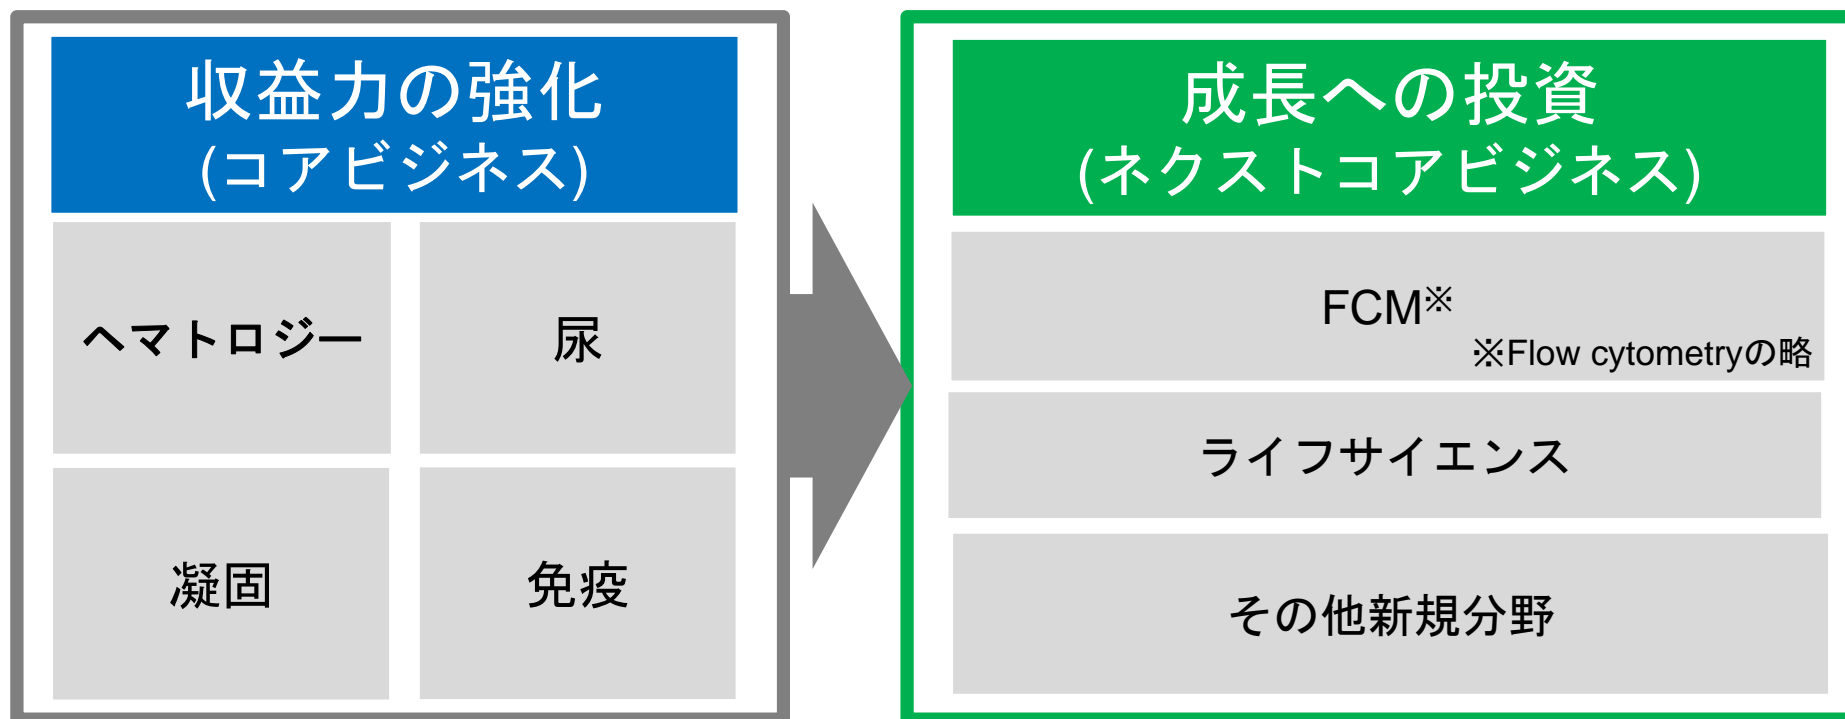 収益力の強化
(コアビジネス)
ヘマトロジー
尿
凝固
免疫
成長への投資
(ネクストコアビジネス)
FCM※
※Flow cytometryの略
ライフサイエンス
その他新規分野